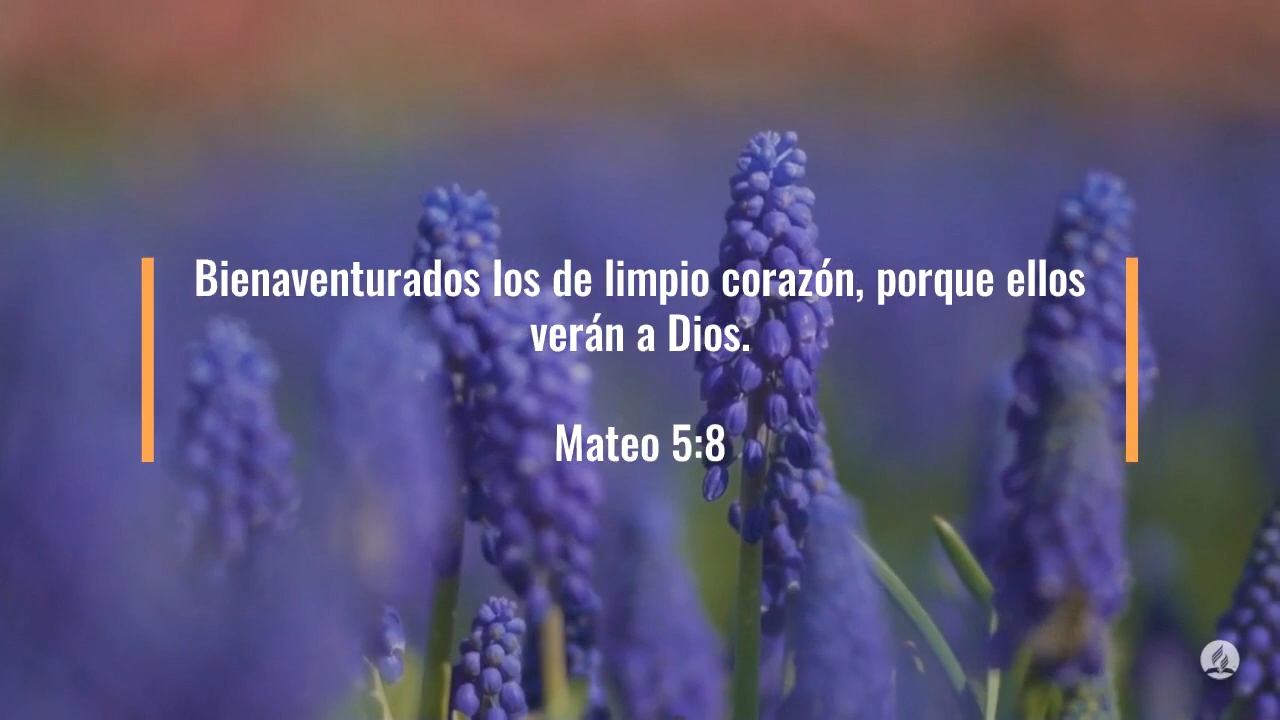 Bienaventurados los de limpio corazón, porque ellos
verán a Dios.
Mateo 5:8